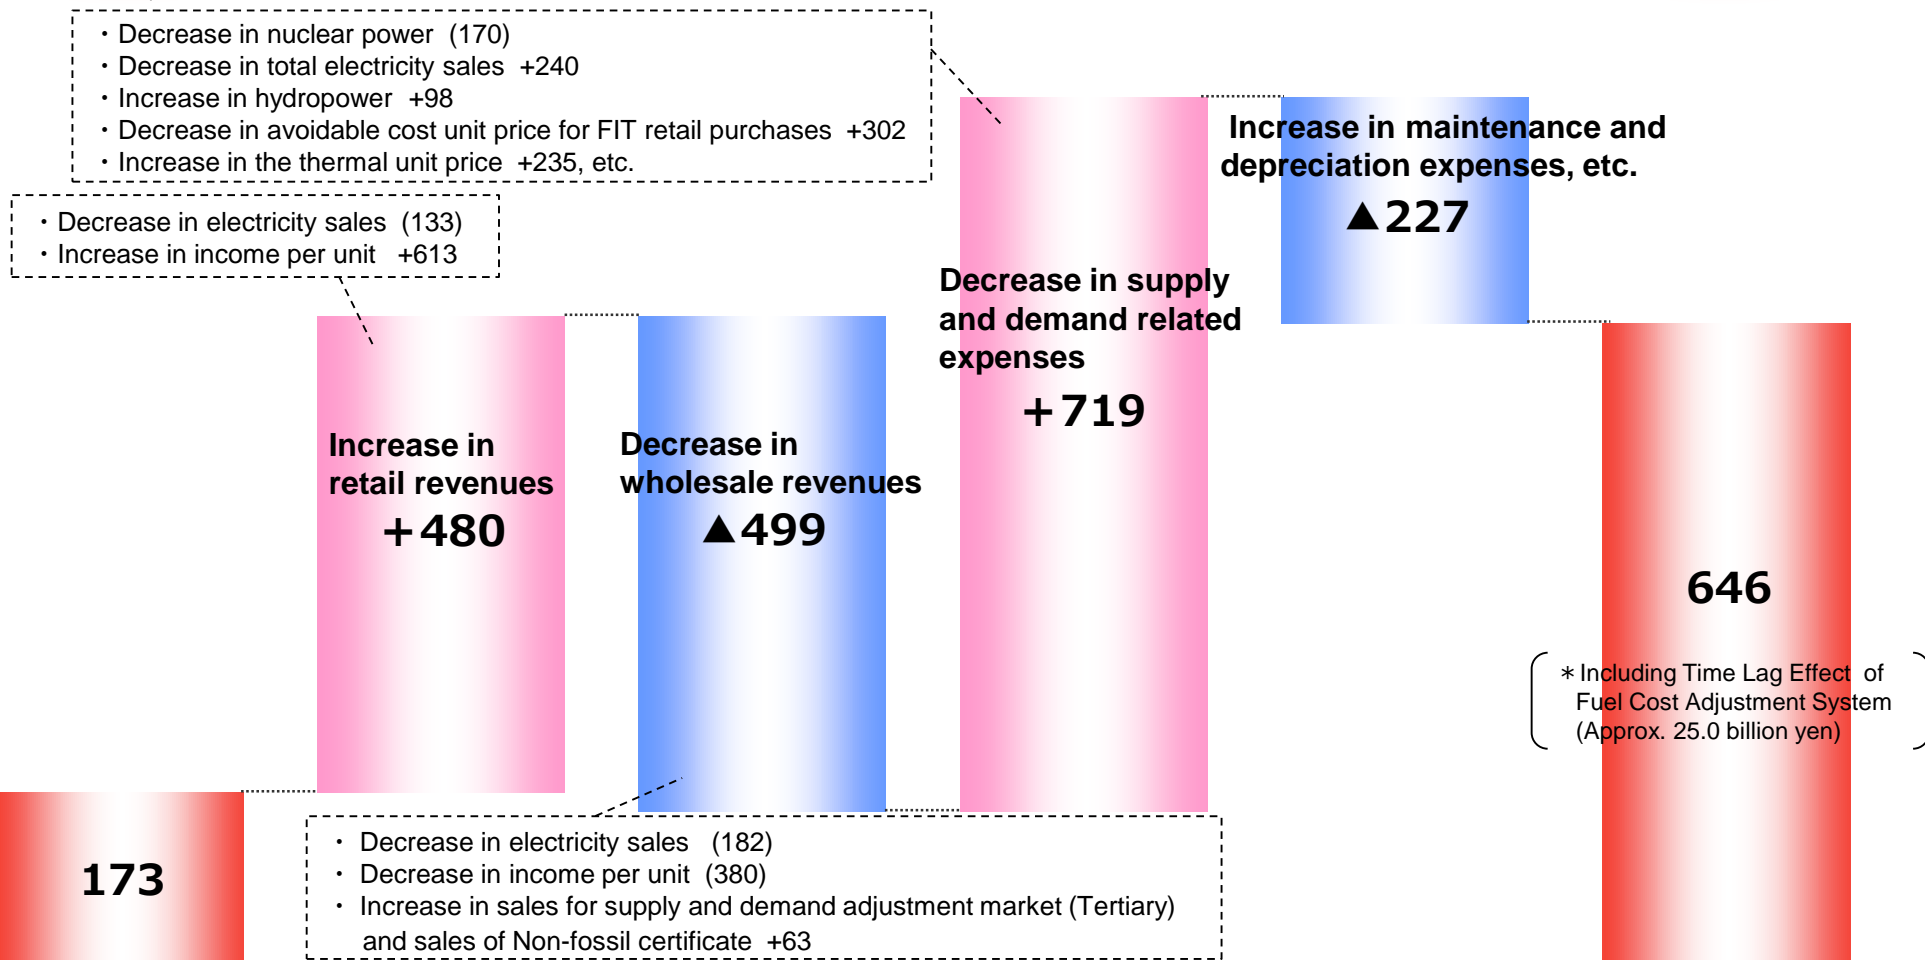 ・Decrease in nuclear power (170)
・Decrease in total electricity sales +240
・Increase in hydropower +98
・Decrease in avoidable cost unit price for FIT retail purchases +302
・Increase in the thermal unit price +235, etc.
・Decrease in electricity sales (133)
・Increase in income per unit +613
Increase in maintenance and
depreciation expenses, etc.
▲227
Decrease in supply
and demand related
expenses
+719
Increase in
retail revenues
+480
Decrease in
wholesale revenues
▲499
646
＊Including Time Lag Effect of
Fuel Cost Adjustment System
(Approx. 25.0 billion yen)
173
・ Decrease in electricity sales (182)
・ Decrease in income per unit (380)
・ Increase in sales for supply and demand adjustment market (Tertiary)
and sales of Non-fossil certificate +63